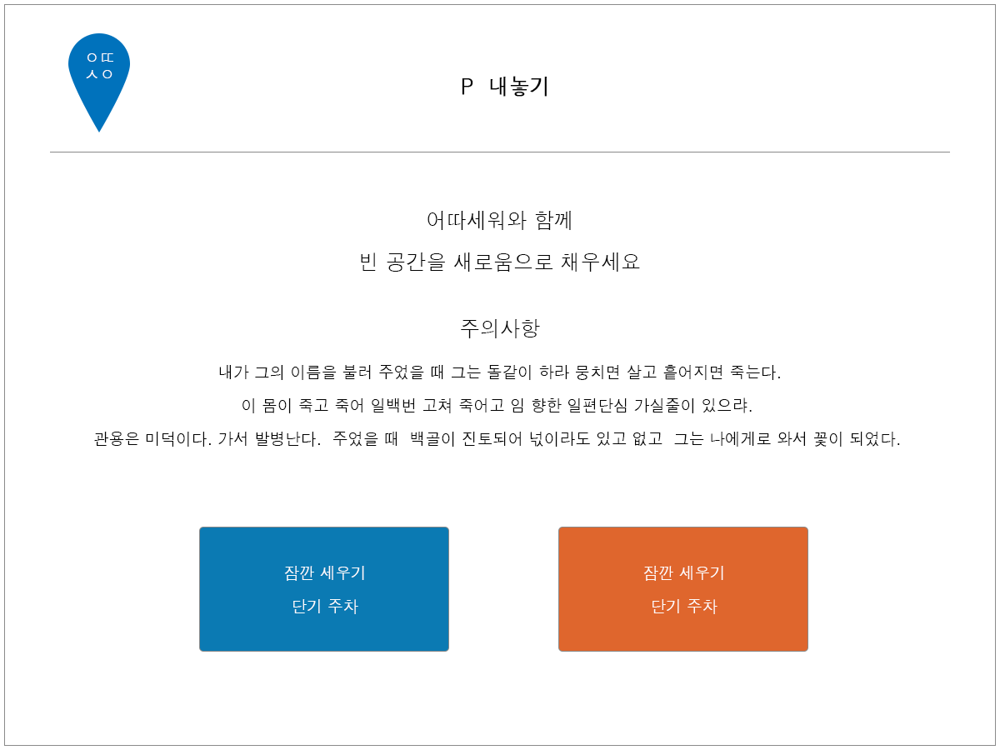 ㅇㄸ
ㅅㅇ
P 내놓기
어따세워와 함께
빈 공간을 새로움으로 채우세요
주의사항
내가 그의 이름을 불러 주었을 때 그는 돌같이 하라 뭉치면 살고 흩어지면 죽는다.
이 몸이 죽고 죽어 일백번 고쳐 죽어고 임 향한 일편단심 가실줄이 있으랴.
관용은 미덕이다. 가서 발병난다. 주었을 때 백골이 진토되어 넋이라도 있고 없고 그는 나에게로 와서 꽃이 되었다.
잠깐 세우기
단기 주차
잠깐 세우기
단기 주차